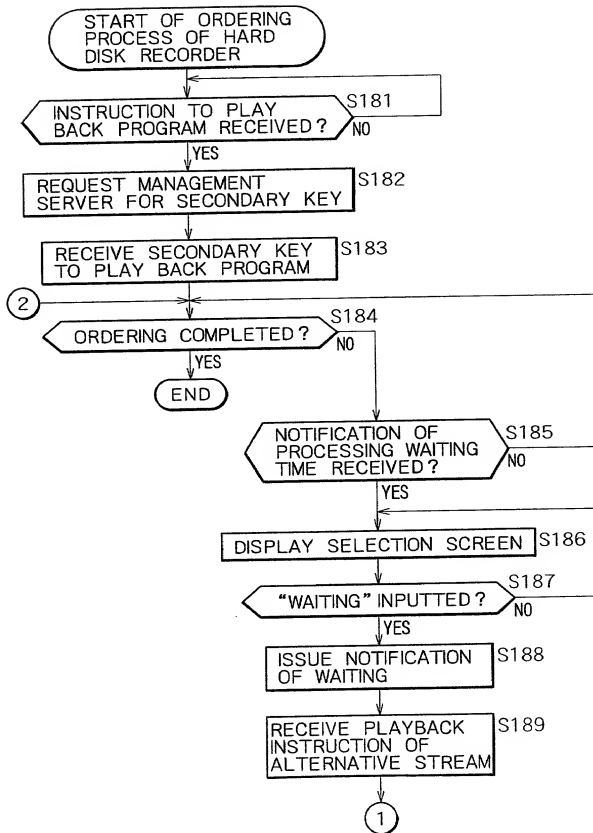 START OF ORDERING
PROCESS OF HARD
DISK RECORDER
S181
INSTRUCTION TO PLAY
BACK PROGRAM RECEIVED?
NO
YES
S182
REQUEST MANAGEMENT
SERVER FOR SECONDARY KEY
S183
RECEIVE SECONDARY KEY
TO PLAY BACK PROGRAM
2
S184
ORDERING COMPLETED?
NO
YES
END
S185
NOTIFICATION OF
PROCESSING WAITING
TIME RECEIVED?
NO
YES
DISPLAY SELECTION SCREEN
S186
S187
"WAITING" INPUTTED?
NO
YES
S188
ISSUE NOTIFICATION
OF WAITING
S189
RECEIVE PLAYBACK
INSTRUCTION OF
ALTERNATIVE STREAM
1